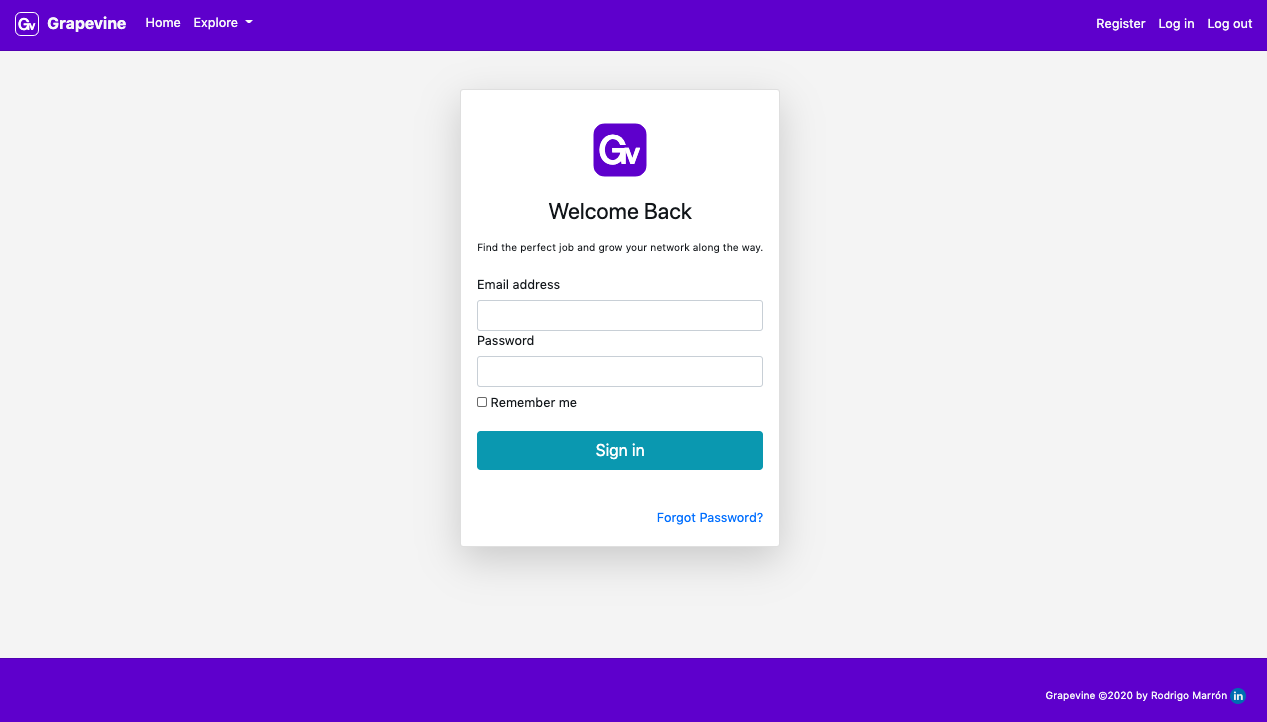 Gv Grapevine Home Explore Register Log in Log out
Gv
Welcome Back
Find the perfect job and grow your network along the way.
Email address
Password
Remember me
Sign in
Forgot Password?
Grapevine ©2020 by Rodrigo Marrón in